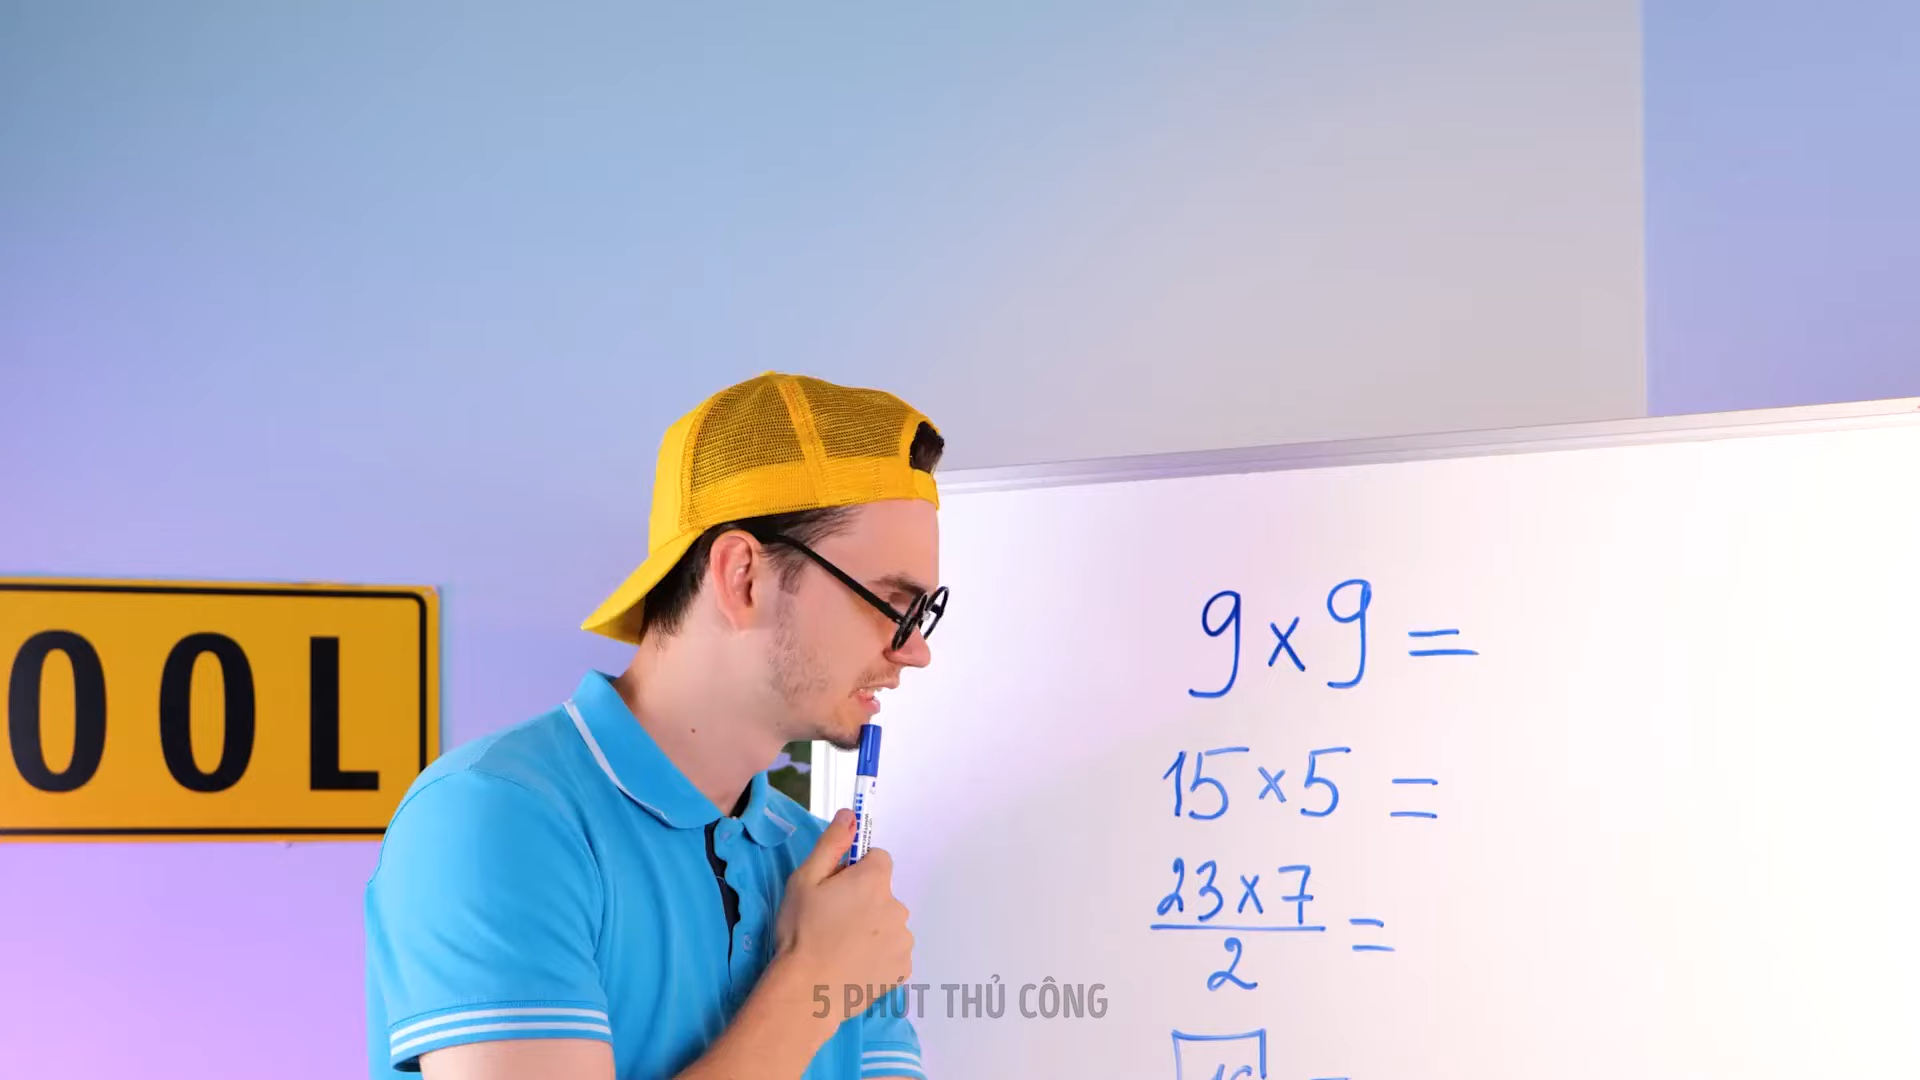 OOL
9 x 9 =
15 x 5 =
23 x 7
2
=
5 PHÚT THỦ CÔNG